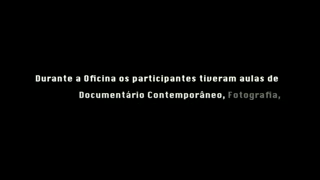 Durante a Oficina os participantes tiveram aulas de
Documentário Contemporâneo, Fotografia,